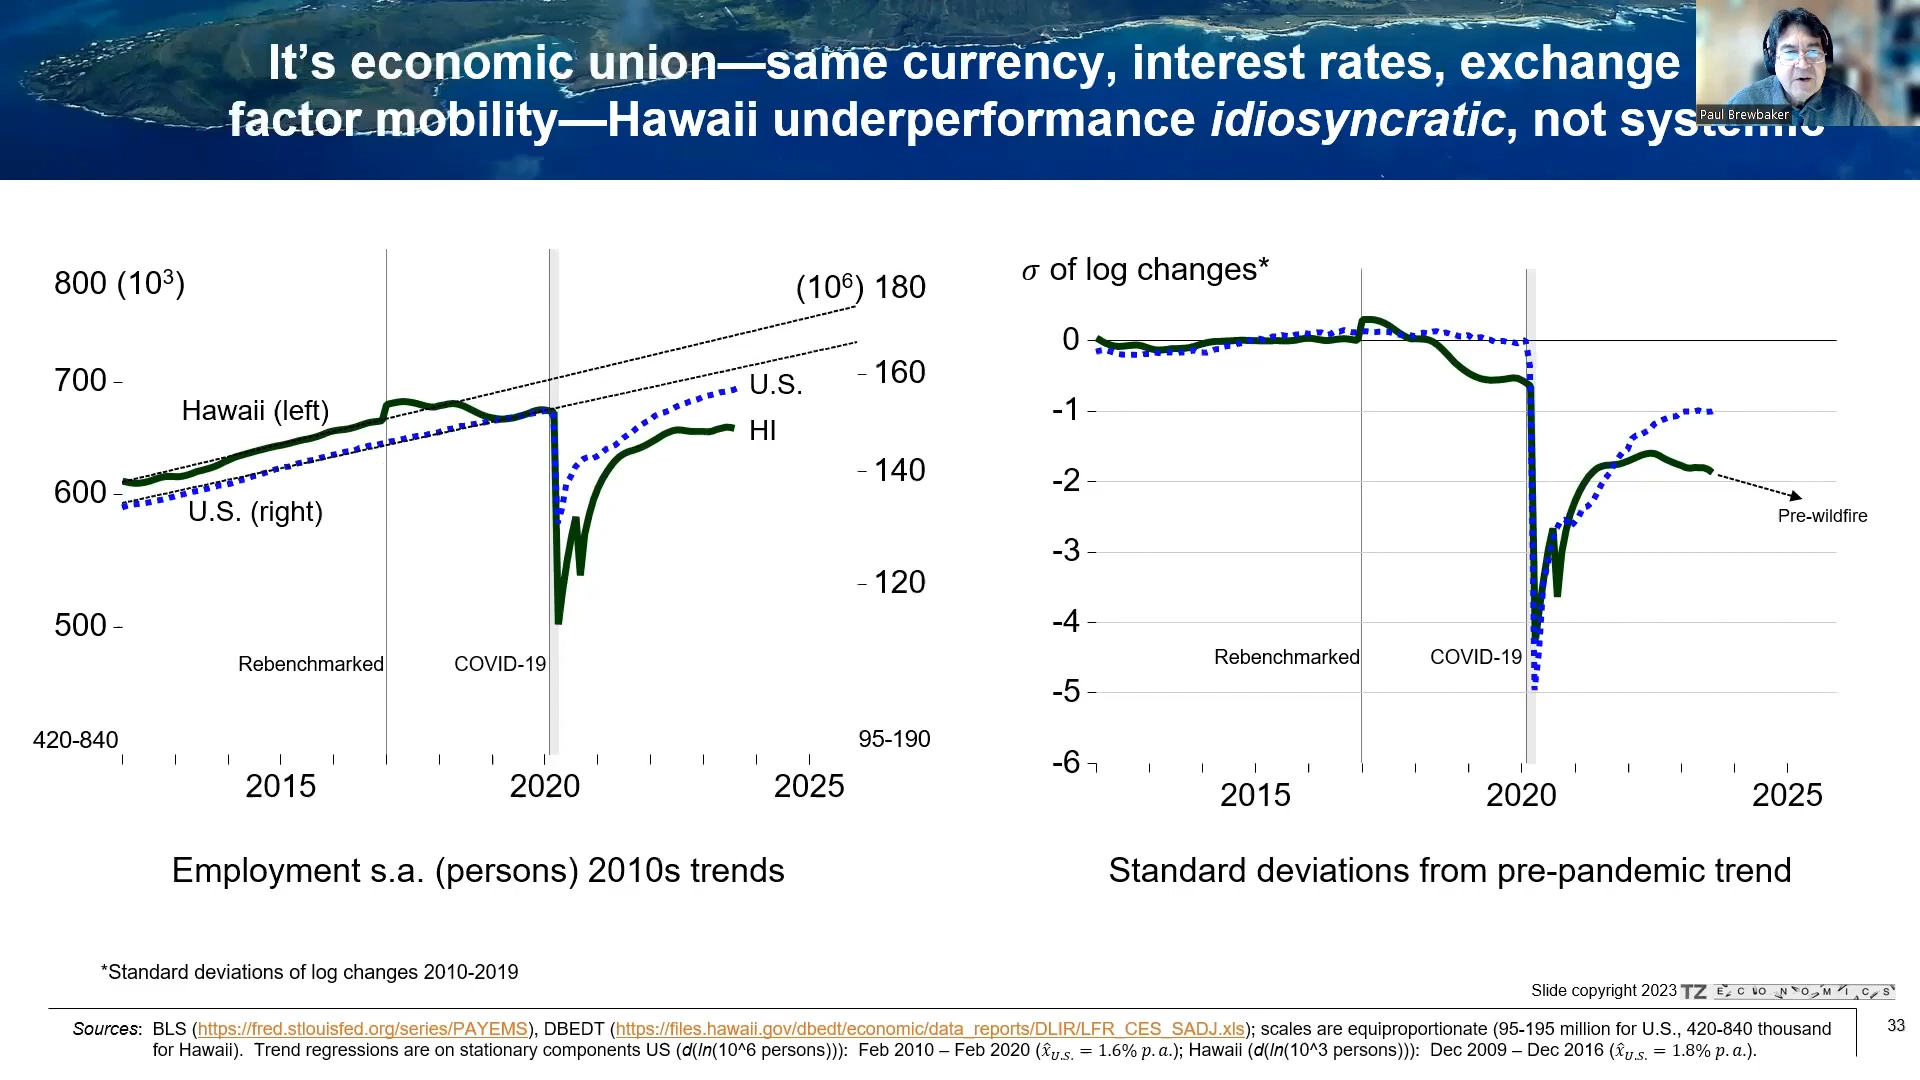 It's economic union—same currency, interest rates, exchange
factor mobility—Hawaii underperformance idiosyncratic, not systemic
Paul Brewbaker
800 (10³)
(10⁶) 180
700
160
Hawaii (left)
U.S.
HI
600
140
U.S. (right)
120
500
Rebenchmarked
COVID-19
420-840
95-190
2015
2020
2025
Employment s.a. (persons) 2010s trends
σ of log changes*
0
-1
-2
Pre-wildfire
-3
-4
Rebenchmarked
COVID-19
-5
-6
2015
2020
2025
Standard deviations from pre-pandemic trend
*Standard deviations of log changes 2010-2019
Slide copyright 2023 TZ ECONOMICS
Sources: BLS (https://fred.stlouisfed.org/series/PAYEMS), DBEDT (https://files.hawaii.gov/dbedt/economic/data_reports/DLIR/LFR_CES_SADJ.xls); scales are equiproportionate (95-195 million for U.S., 420-840 thousand
for Hawaii). Trend regressions are on stationary components US (d(ln(10^6 persons))): Feb 2010 – Feb 2020 (x̂U.S. = 1.6% p.a.); Hawaii (d(ln(10^3 persons))): Dec 2009 – Dec 2016 (x̂U.S. = 1.8% p.a.).
33